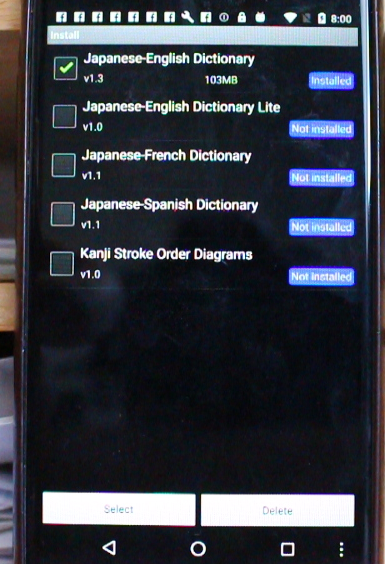 8:00
Install
Japanese-English Dictionary
v1.3 103MB Installed
Japanese-English Dictionary Lite
v1.0 Not installed
Japanese-French Dictionary
v1.1 Not installed
Japanese-Spanish Dictionary
v1.1 Not installed
Kanji Stroke Order Diagrams
v1.0 Not installed
Select Delete